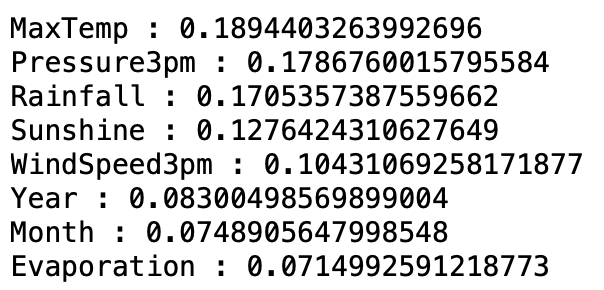 MaxTemp : 0.1894403263992696
Pressure3pm : 0.1786760015795584
Rainfall : 0.1705357387559662
Sunshine : 0.1276424310627649
WindSpeed3pm : 0.10431069258171877
Year : 0.08300498569899004
Month : 0.0748905647998548
Evaporation : 0.0714992591218773